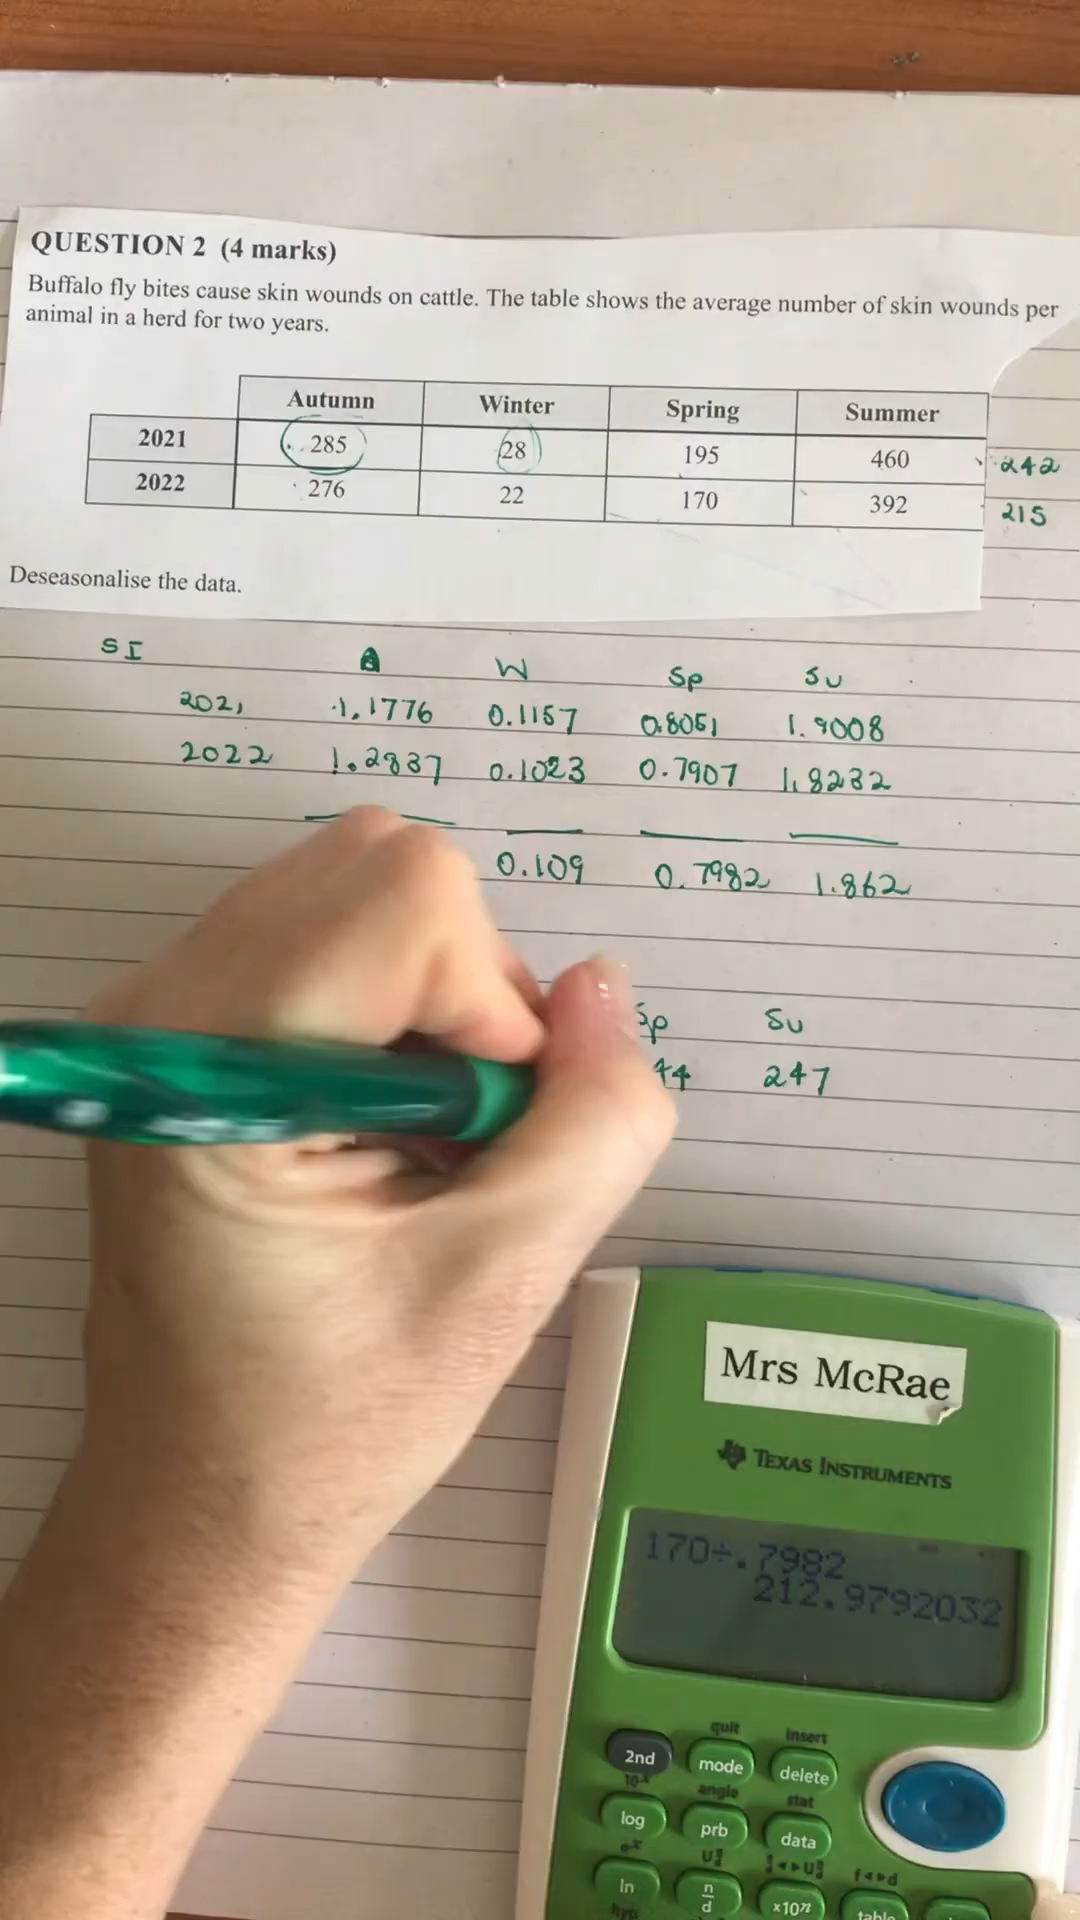 QUESTION 2 (4 marks)
Buffalo fly bites cause skin wounds on cattle. The table shows the average number of skin wounds per
animal in a herd for two years.
Autumn Winter Spring Summer
2021 285 28 195 460 242
2022 276 22 170 392 215
Deseasonalise the data.
SI A W Sp Su
2021 1.1776 0.1157 0.8051 1.9008
2022 1.2837 0.1023 0.7907 1.8232
0.109 0.7982 1.862
Sp Su
44 247
Mrs McRae
TEXAS INSTRUMENTS
170÷.7982
212.9792032
quit insert
2nd mode delete
10ˣ angle stat
log prb data
eˣ f◄►d
ln n/d ×10ⁿ table
hyp